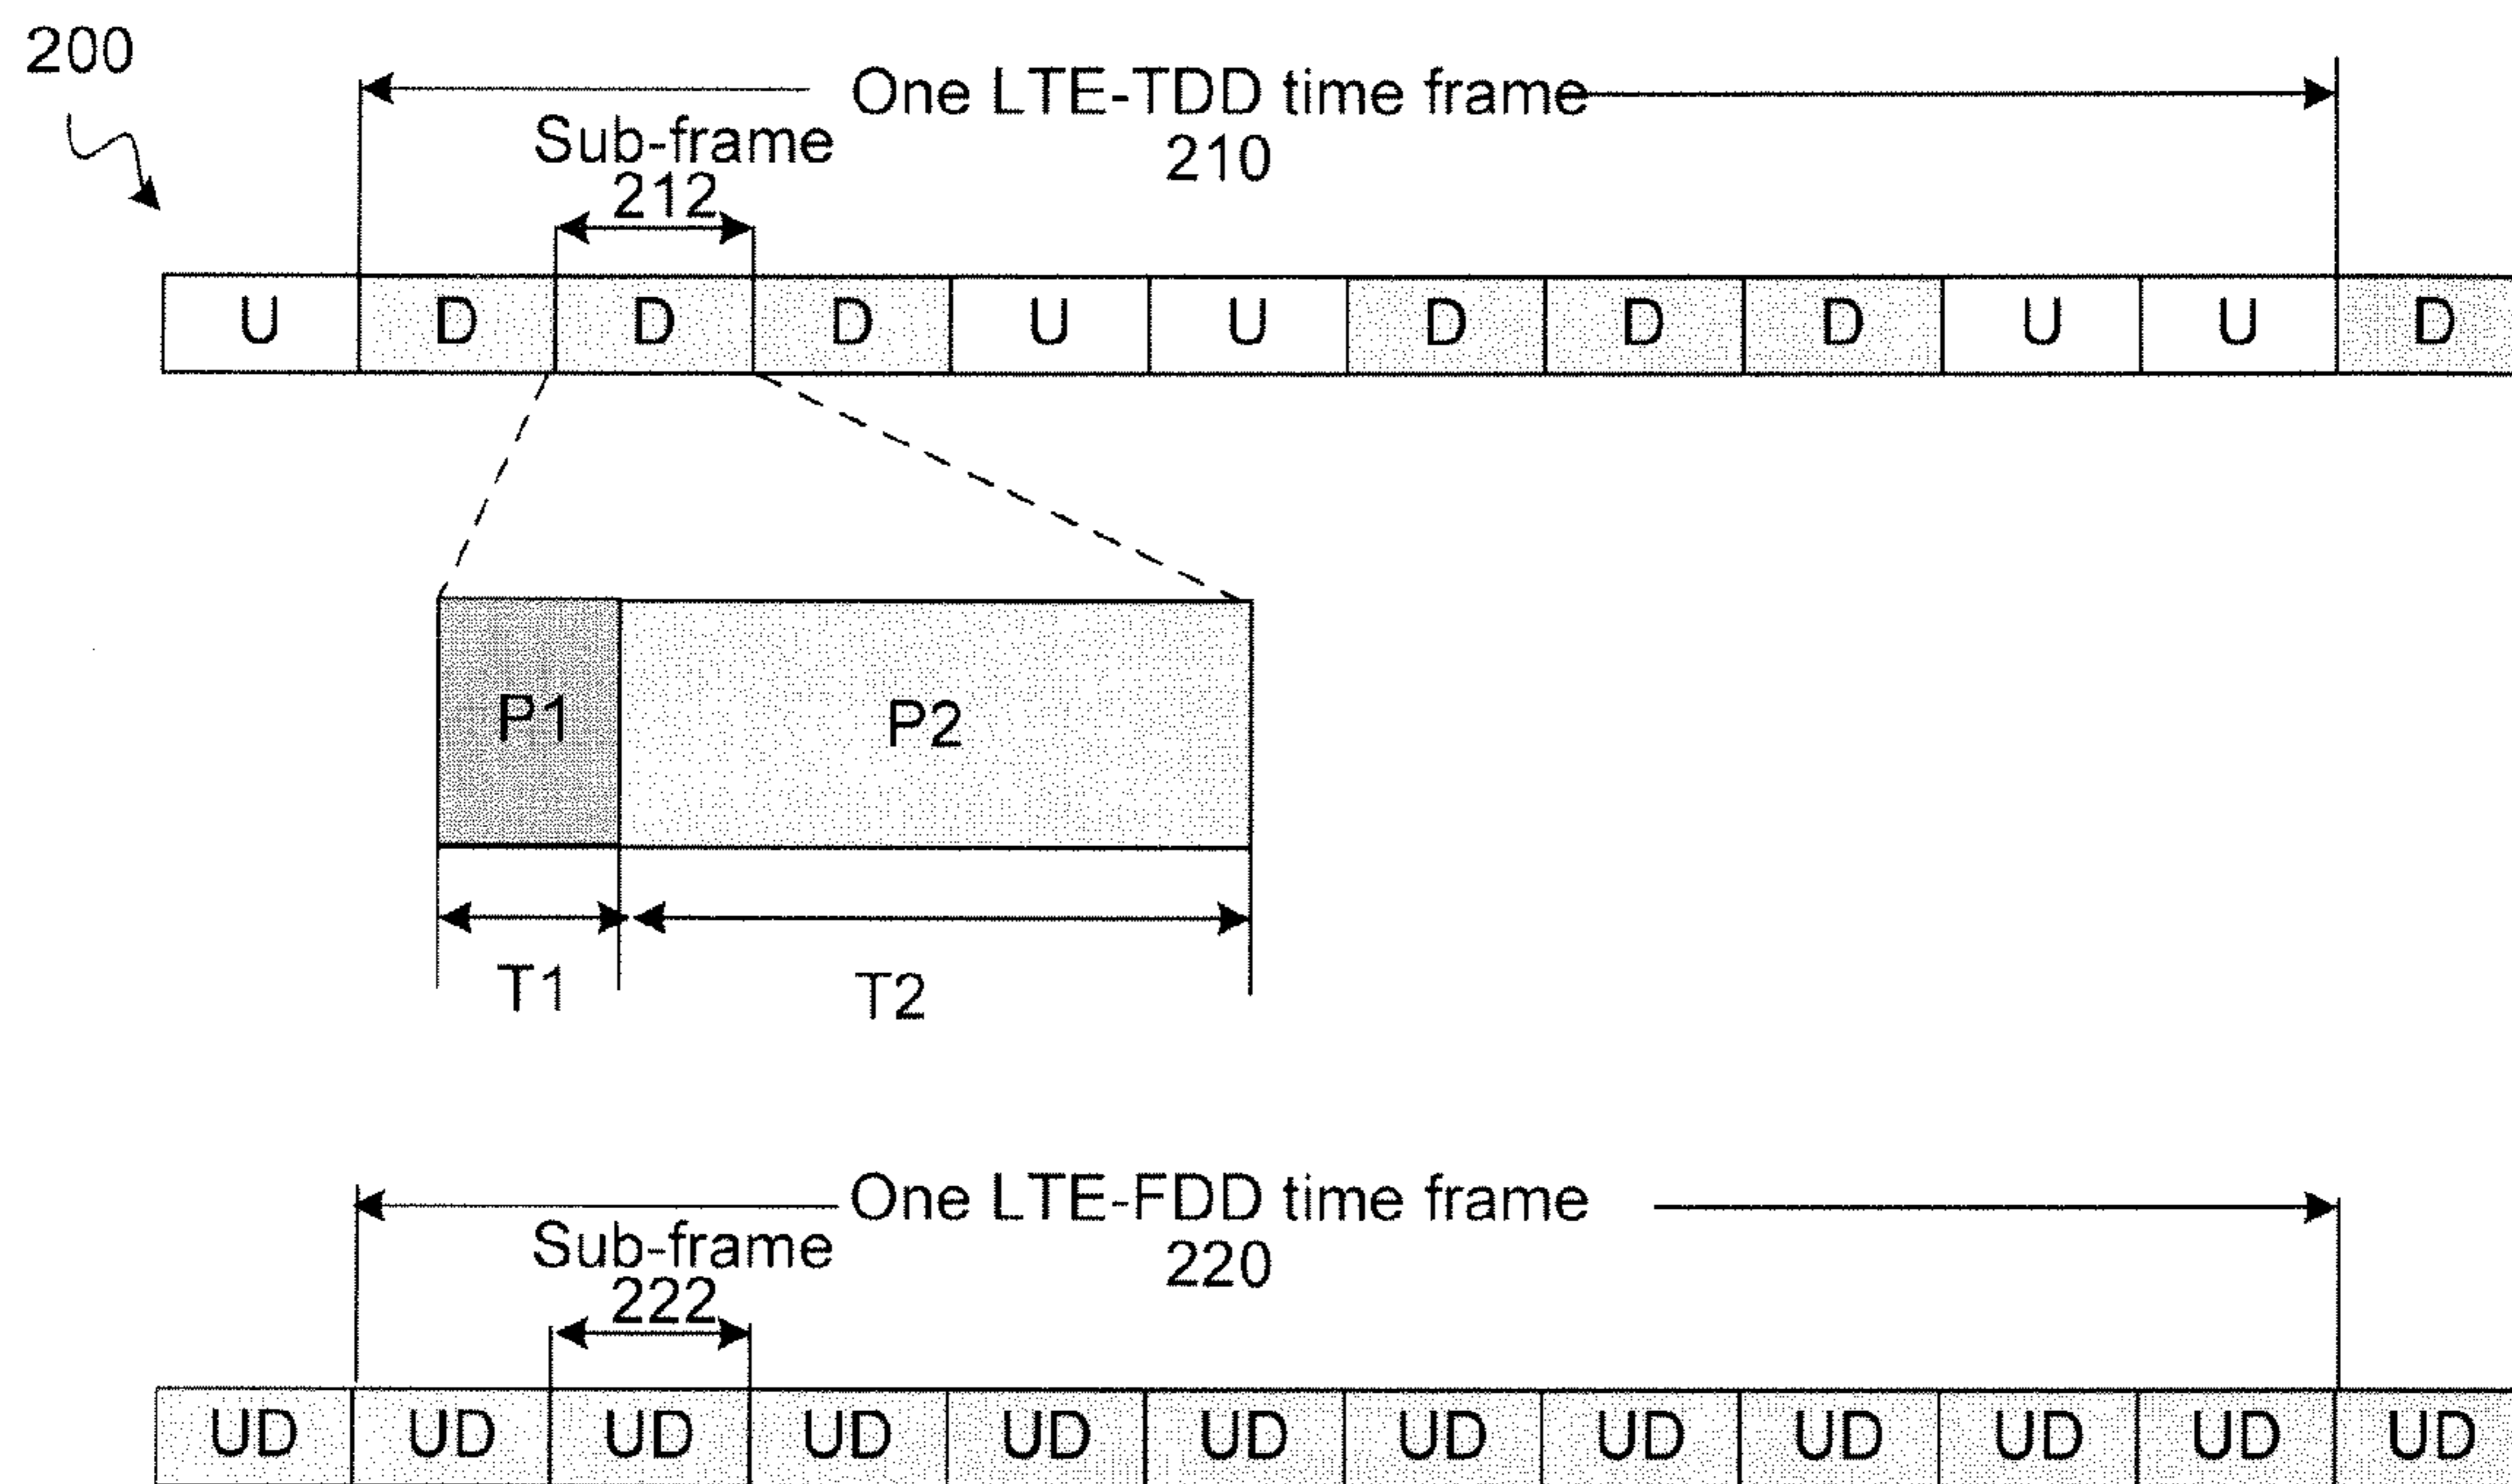 200
One LTE-TDD time frame
210
Sub-frame
212
U D D D U U D D D U U D
P1 P2
T1 T2
One LTE-FDD time frame
220
Sub-frame
222
UD UD UD UD UD UD UD UD UD UD UD UD